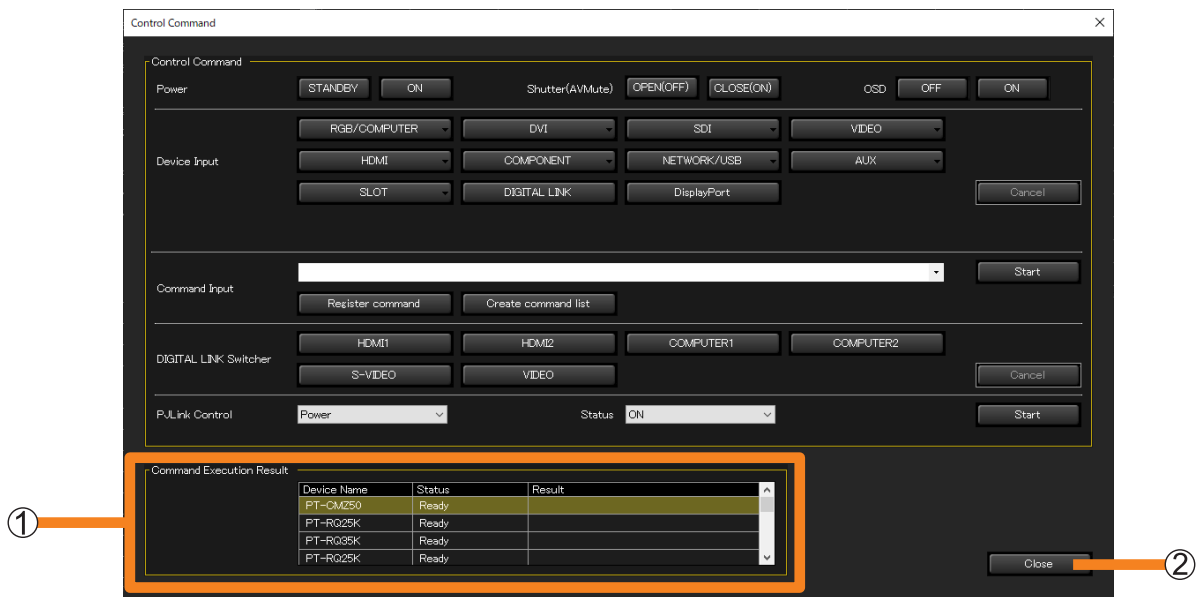 Control Command
Control Command
Power STANDBY ON Shutter(AVMute) OPEN(OFF) CLOSE(ON) OSD OFF ON
RGB/COMPUTER DVI SDI VIDEO
Device Input HDMI COMPONENT NETWORK/USB AUX
SLOT DIGITAL LINK DisplayPort Cancel
Start
Command Input
Register command Create command list
HDMI1 HDMI2 COMPUTER1 COMPUTER2
DIGITAL LINK Switcher
S-VIDEO VIDEO Cancel
PJLink Control Power Status ON Start
Command Execution Result
Device Name Status Result
PT-CMZ50 Ready
① PT-RQ25K Ready
PT-RQ35K Ready
PT-RQ25K Ready
Close ②